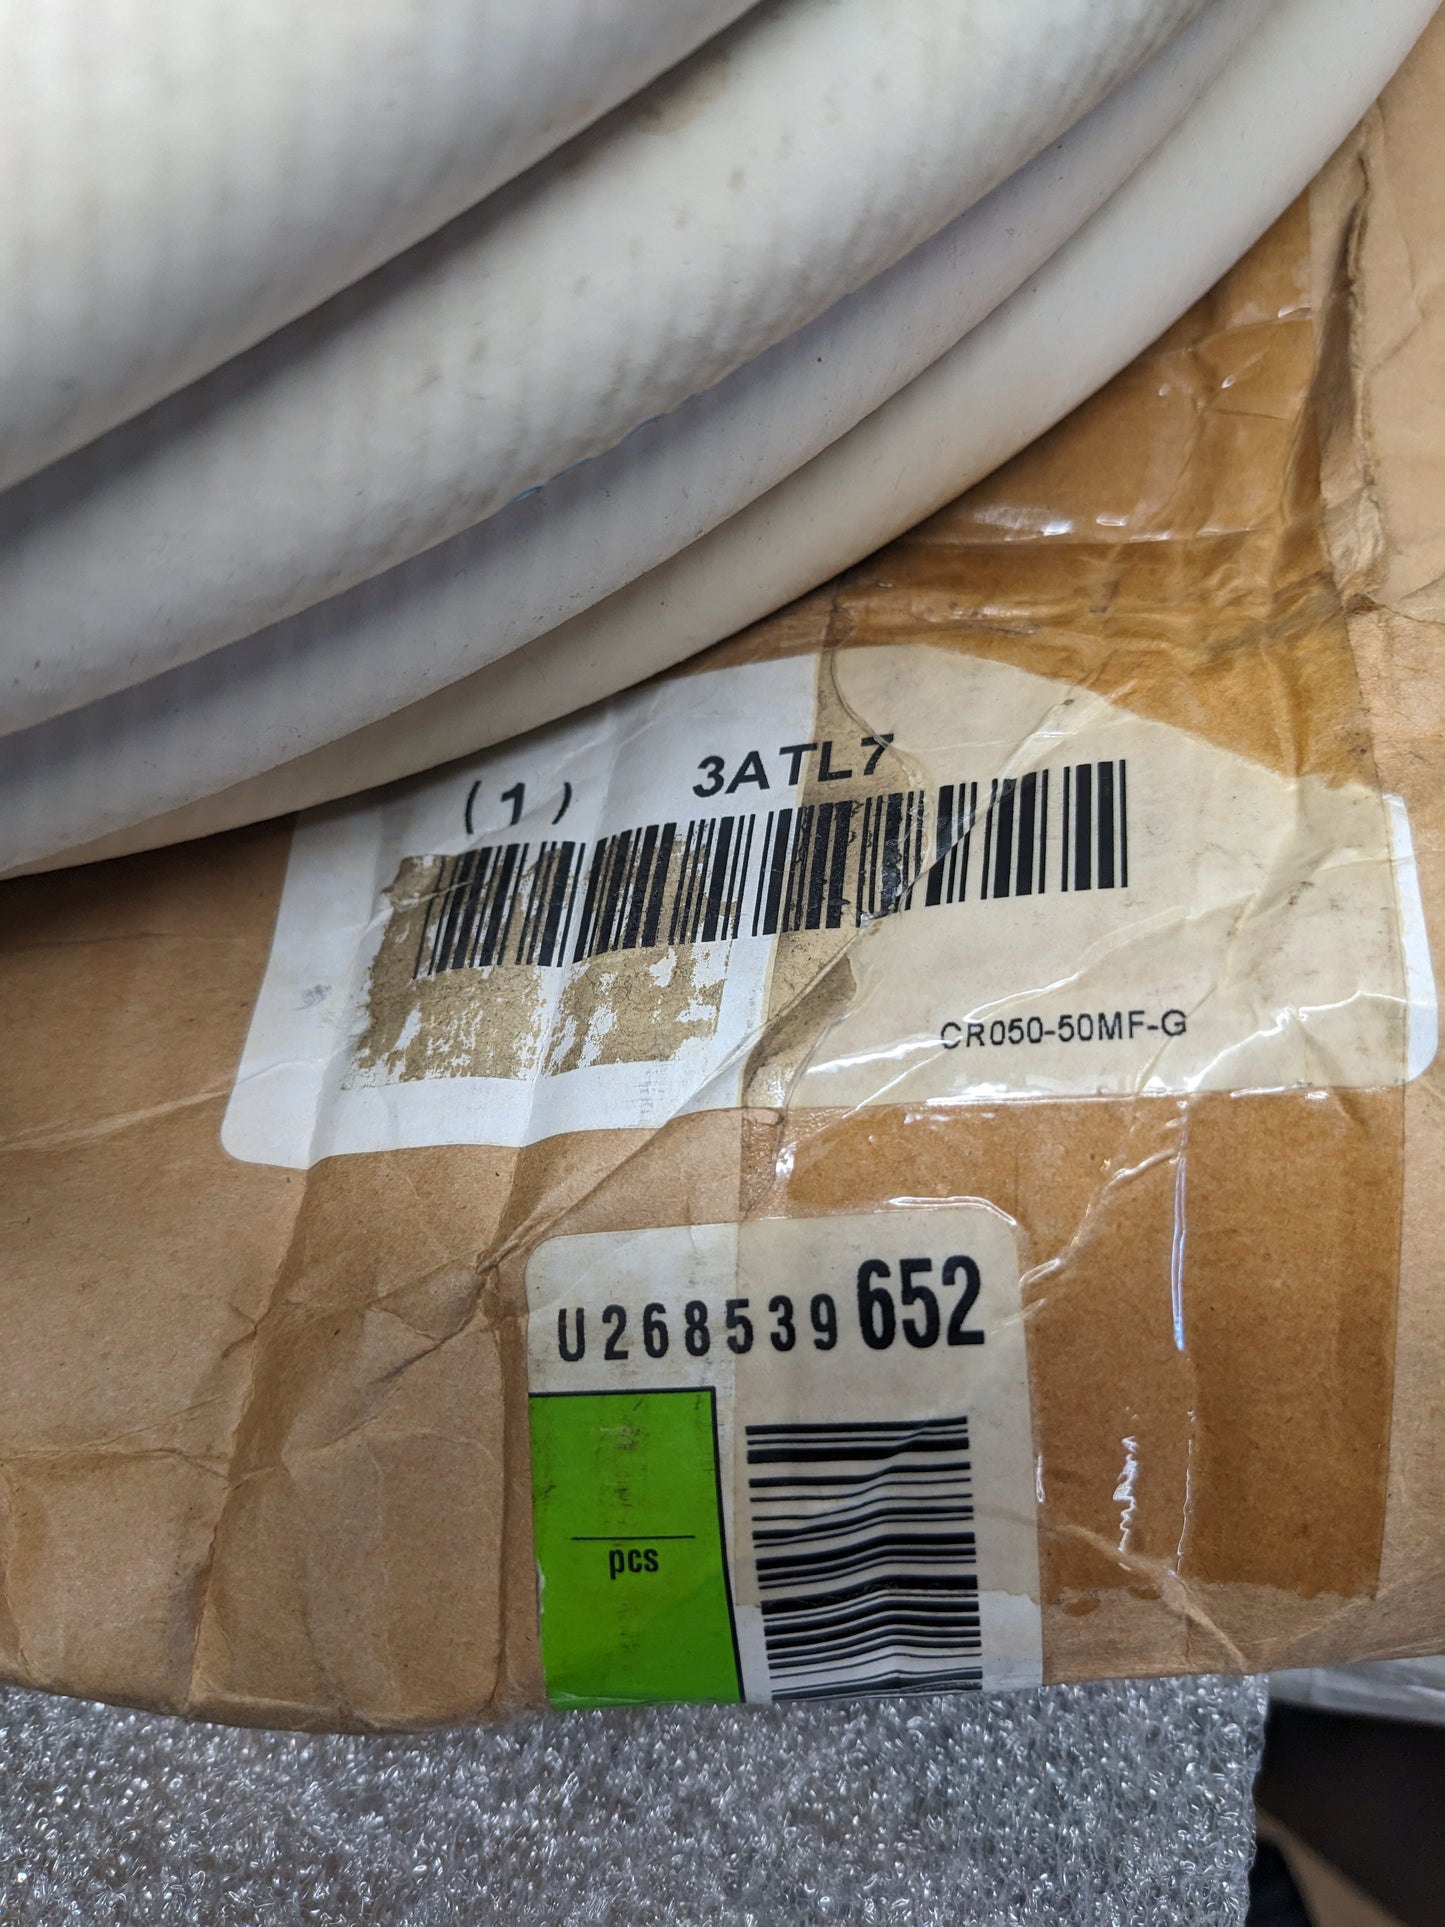 (1) 3ATL7
CR050-50MF-G
U268539652
pcs